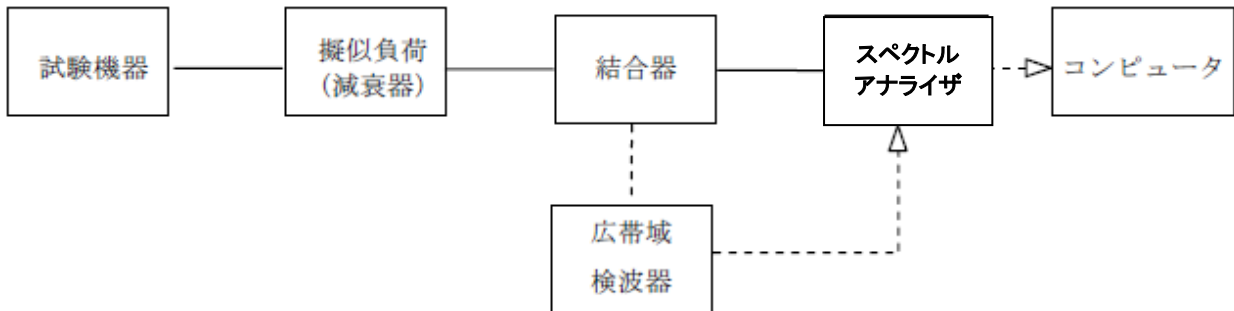 試験機器
擬似負荷
(減衰器)
結合器
スペクトル
アナライザ
コンピュータ
広帯域
検波器